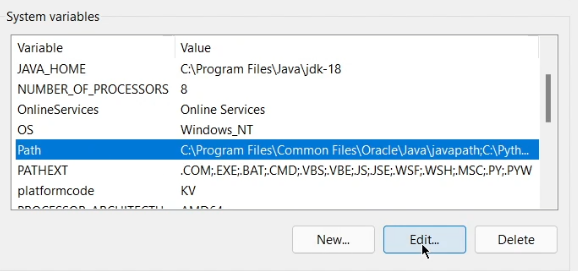 System variables
Variable Value
JAVA_HOME C:\Program Files\Java\jdk-18
NUMBER_OF_PROCESSORS 8
OnlineServices Online Services
OS Windows_NT
Path C:\Program Files\Common Files\Oracle\Java\javapath;C:\Pyth...
PATHEXT .COM;.EXE;.BAT;.CMD;.VBS;.VBE;.JS;.JSE;.WSF;.WSH;.MSC;.PY;.PYW
platformcode KV
PROCESSOR_ARCHITECTU AMD64
New... Edit... Delete